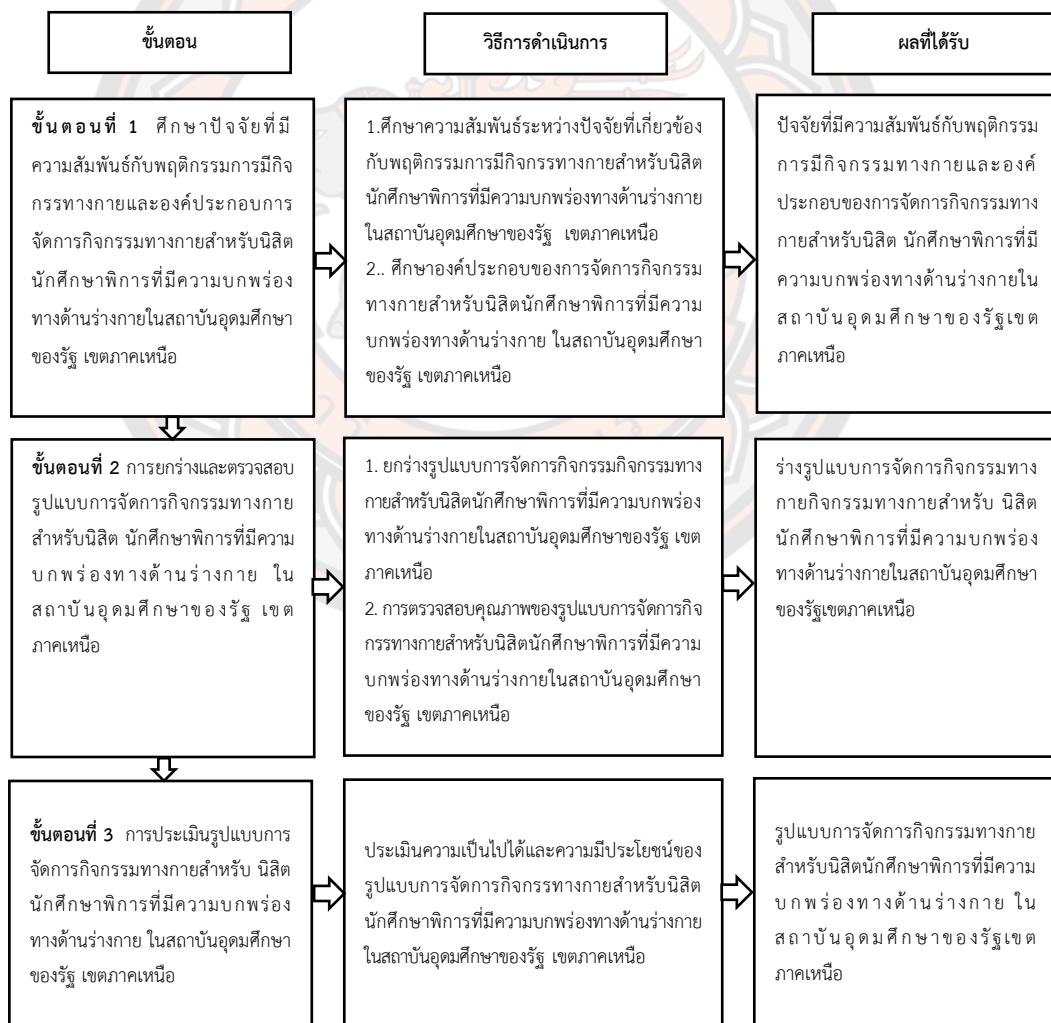 ขั้นตอน
วิธีการดำเนินการ
ผลที่ได้รับ
ขั้นตอนที่ 1 ศึกษาปัจจัยที่มี
ความสัมพันธ์กับพฤติกรรมการมีกิจ
กรรทางกายและองค์ประกอบการ
จัดการกิจกรรมทางกายสำหรับนิสิต
นักศึกษาพิการที่มีความบกพร่อง
ทางด้านร่างกายในสถาบันอุดมศึกษา
ของรัฐ เขตภาคเหนือ
1.ศึกษาความสัมพันธ์ระหว่างปัจจัยที่เกี่ยวข้อง
กับพฤติกรรมการมีกิจกรรทางกายสำหรับนิสิต
นักศึกษาพิการที่มีความบกพร่องทางด้านร่างกาย
ในสถาบันอุดมศึกษาของรัฐ เขตภาคเหนือ
2.. ศึกษาองค์ประกอบของการจัดการกิจกรรม
ทางกายสำหรับนิสิตนักศึกษาพิการที่มีความ
บกพร่องทางด้านร่างกาย ในสถาบันอุดมศึกษา
ของรัฐ เขตภาคเหนือ
ปัจจัยที่มีความสัมพันธ์กับพฤติกรรม
การมีกิจกรรมทางกายและองค์
ประกอบของการจัดการกิจกรรมทาง
กายสำหรับนิสิต นักศึกษาพิการที่มี
ความบกพร่องทางด้านร่างกายใน
สถาบันอุดมศึกษาของรัฐเขต
ภาคเหนือ
ขั้นตอนที่ 2 การยกร่างและตรวจสอบ
รูปแบบการจัดการกิจกรรมทางกาย
สำหรับนิสิต นักศึกษาพิการที่มีความ
บกพร่องทางด้านร่างกาย ใน
สถาบันอุดมศึกษาของรัฐ เขต
ภาคเหนือ
1. ยกร่างรูปแบบการจัดการกิจกรรมกิจกรรมทาง
กายสำหรับนิสิตนักศึกษาพิการที่มีความบกพร่อง
ทางด้านร่างกายในสถาบันอุดมศึกษาของรัฐ เขต
ภาคเหนือ
2. การตรวจสอบคุณภาพของรูปแบบการจัดการกิจ
กรรทางกายสำหรับนิสิตนักศึกษาพิการที่มีความ
บกพร่องทางด้านร่างกายในสถาบันอุดมศึกษา
ของรัฐ เขตภาคเหนือ
ร่างรูปแบบการจัดการกิจกรรมทาง
กายกิจกรรมทางกายสำหรับ นิสิต
นักศึกษาพิการที่มีความบกพร่อง
ทางด้านร่างกายในสถาบันอุดมศึกษา
ของรัฐเขตภาคเหนือ
ขั้นตอนที่ 3 การประเมินรูปแบบการ
จัดการกิจกรรมทางกายสำหรับ นิสิต
นักศึกษาพิการที่มีความบกพร่อง
ทางด้านร่างกาย ในสถาบันอุดมศึกษา
ของรัฐ เขตภาคเหนือ
ประเมินความเป็นไปได้และความมีประโยชน์ของ
รูปแบบการจัดการกิจกรรทางกายสำหรับนิสิต
นักศึกษาพิการที่มีความบกพร่องทางด้านร่างกาย
ในสถาบันอุดมศึกษาของรัฐ เขตภาคเหนือ
รูปแบบการจัดการกิจกรรมทางกาย
สำหรับนิสิตนักศึกษาพิการที่มีความ
บกพร่องทางด้านร่างกาย ใน
สถาบันอุดมศึกษาของรัฐเขต
ภาคเหนือ